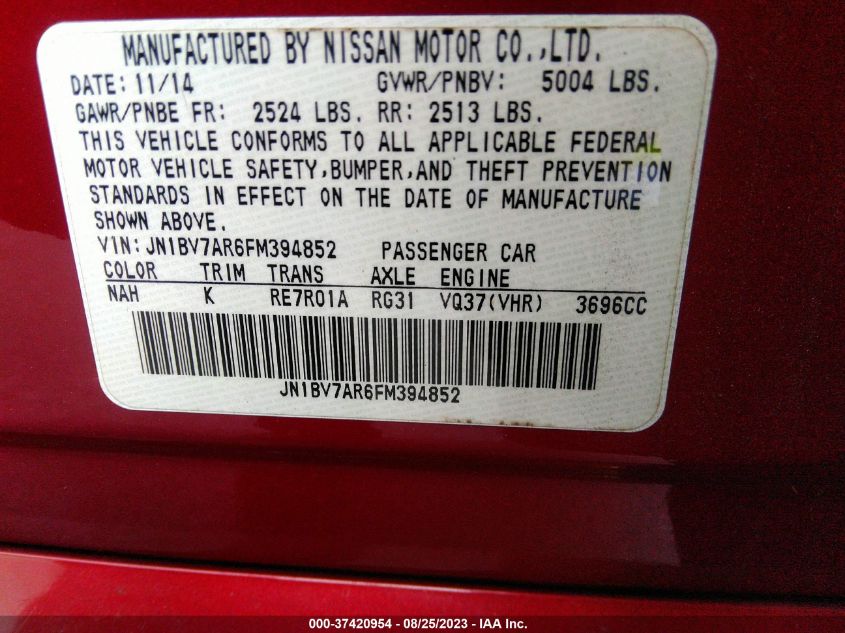 MANUFACTURED BY NISSAN MOTOR CO.,LTD.
DATE: 11/14 GVWR/PNBV: 5004 LBS.
GAWR/PNBE FR: 2524 LBS. RR: 2513 LBS.
THIS VEHICLE CONFORMS TO ALL APPLICABLE FEDERAL
MOTOR VEHICLE SAFETY,BUMPER,AND THEFT PREVENTION
STANDARDS IN EFFECT ON THE DATE OF MANUFACTURE
SHOWN ABOVE.
VIN: JN1BV7AR6FM394852 PASSENGER CAR
COLOR TRIM TRANS AXLE ENGINE
NAH K RE7R01A RG31 VQ37(VHR) 3696CC
JN1BV7AR6FM394852
000-37420954 - 08/25/2023 - IAA Inc.